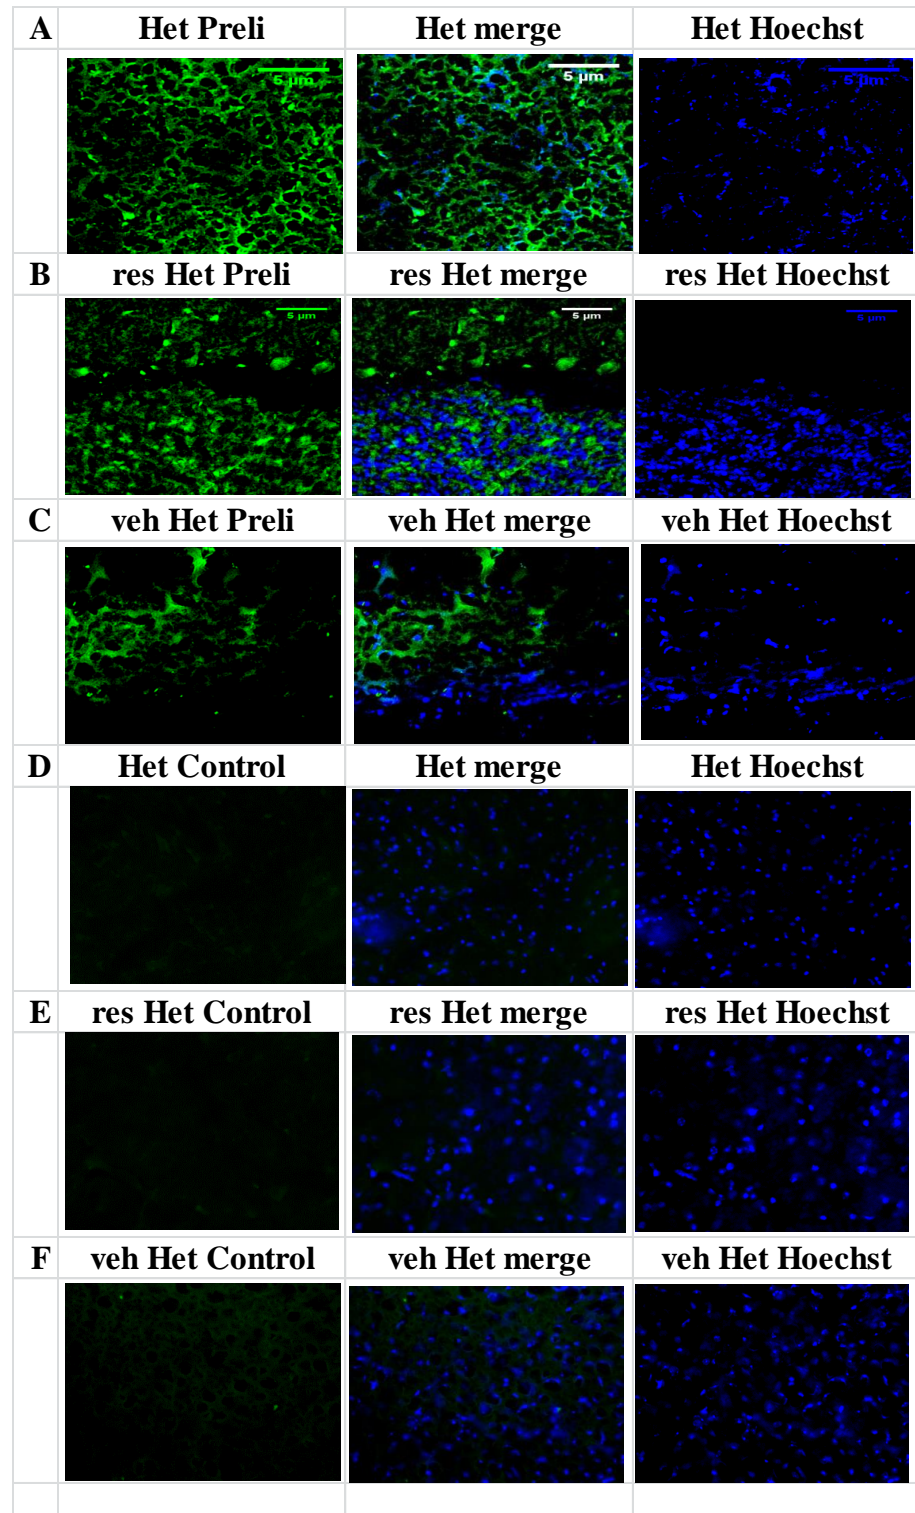 A Het Preli Het merge Het Hoechst
5 μm 5 μm 5 μm
B res Het Preli res Het merge res Het Hoechst
5 μm 5 μm 5 μm
C veh Het Preli veh Het merge veh Het Hoechst
D Het Control Het merge Het Hoechst
E res Het Control res Het merge res Het Hoechst
F veh Het Control veh Het merge veh Het Hoechst